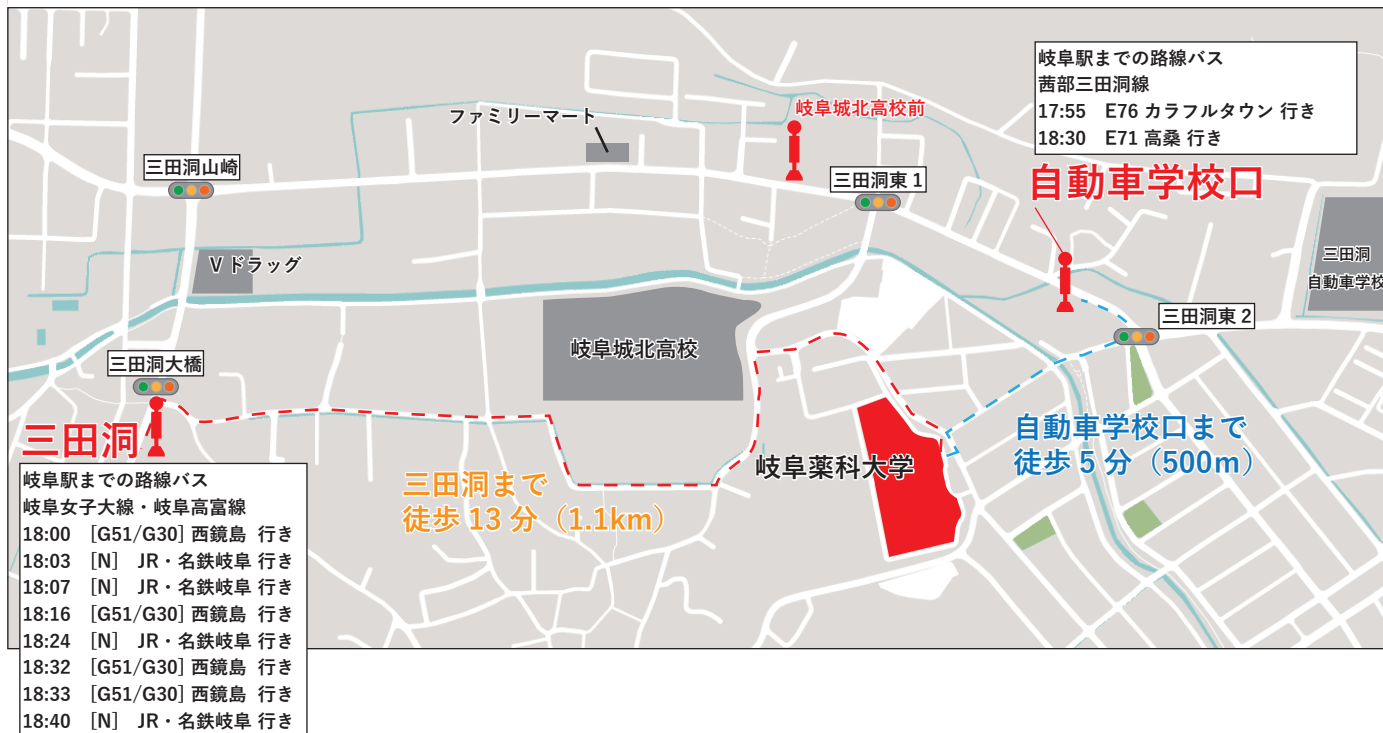 岐阜駅までの路線バス
茜部三田洞線
17:55 E76 カラフルタウン 行き
18:30 E71 高桑 行き
自動車学校口
岐阜城北高校前
ファミリーマート
三田洞山崎
三田洞東 1
V ドラッグ
三田洞
自動車学校
三田洞東 2
岐阜城北高校
三田洞大橋
自動車学校口まで
徒歩 5 分（500m）
岐阜薬科大学
三田洞まで
徒歩 13 分（1.1km）
三田洞
岐阜駅までの路線バス
岐阜女子大線・岐阜高富線
18:00 [G51/G30] 西鏡島 行き
18:03 [N] JR・名鉄岐阜 行き
18:07 [N] JR・名鉄岐阜 行き
18:16 [G51/G30] 西鏡島 行き
18:24 [N] JR・名鉄岐阜 行き
18:32 [G51/G30] 西鏡島 行き
18:33 [G51/G30] 西鏡島 行き
18:40 [N] JR・名鉄岐阜 行き